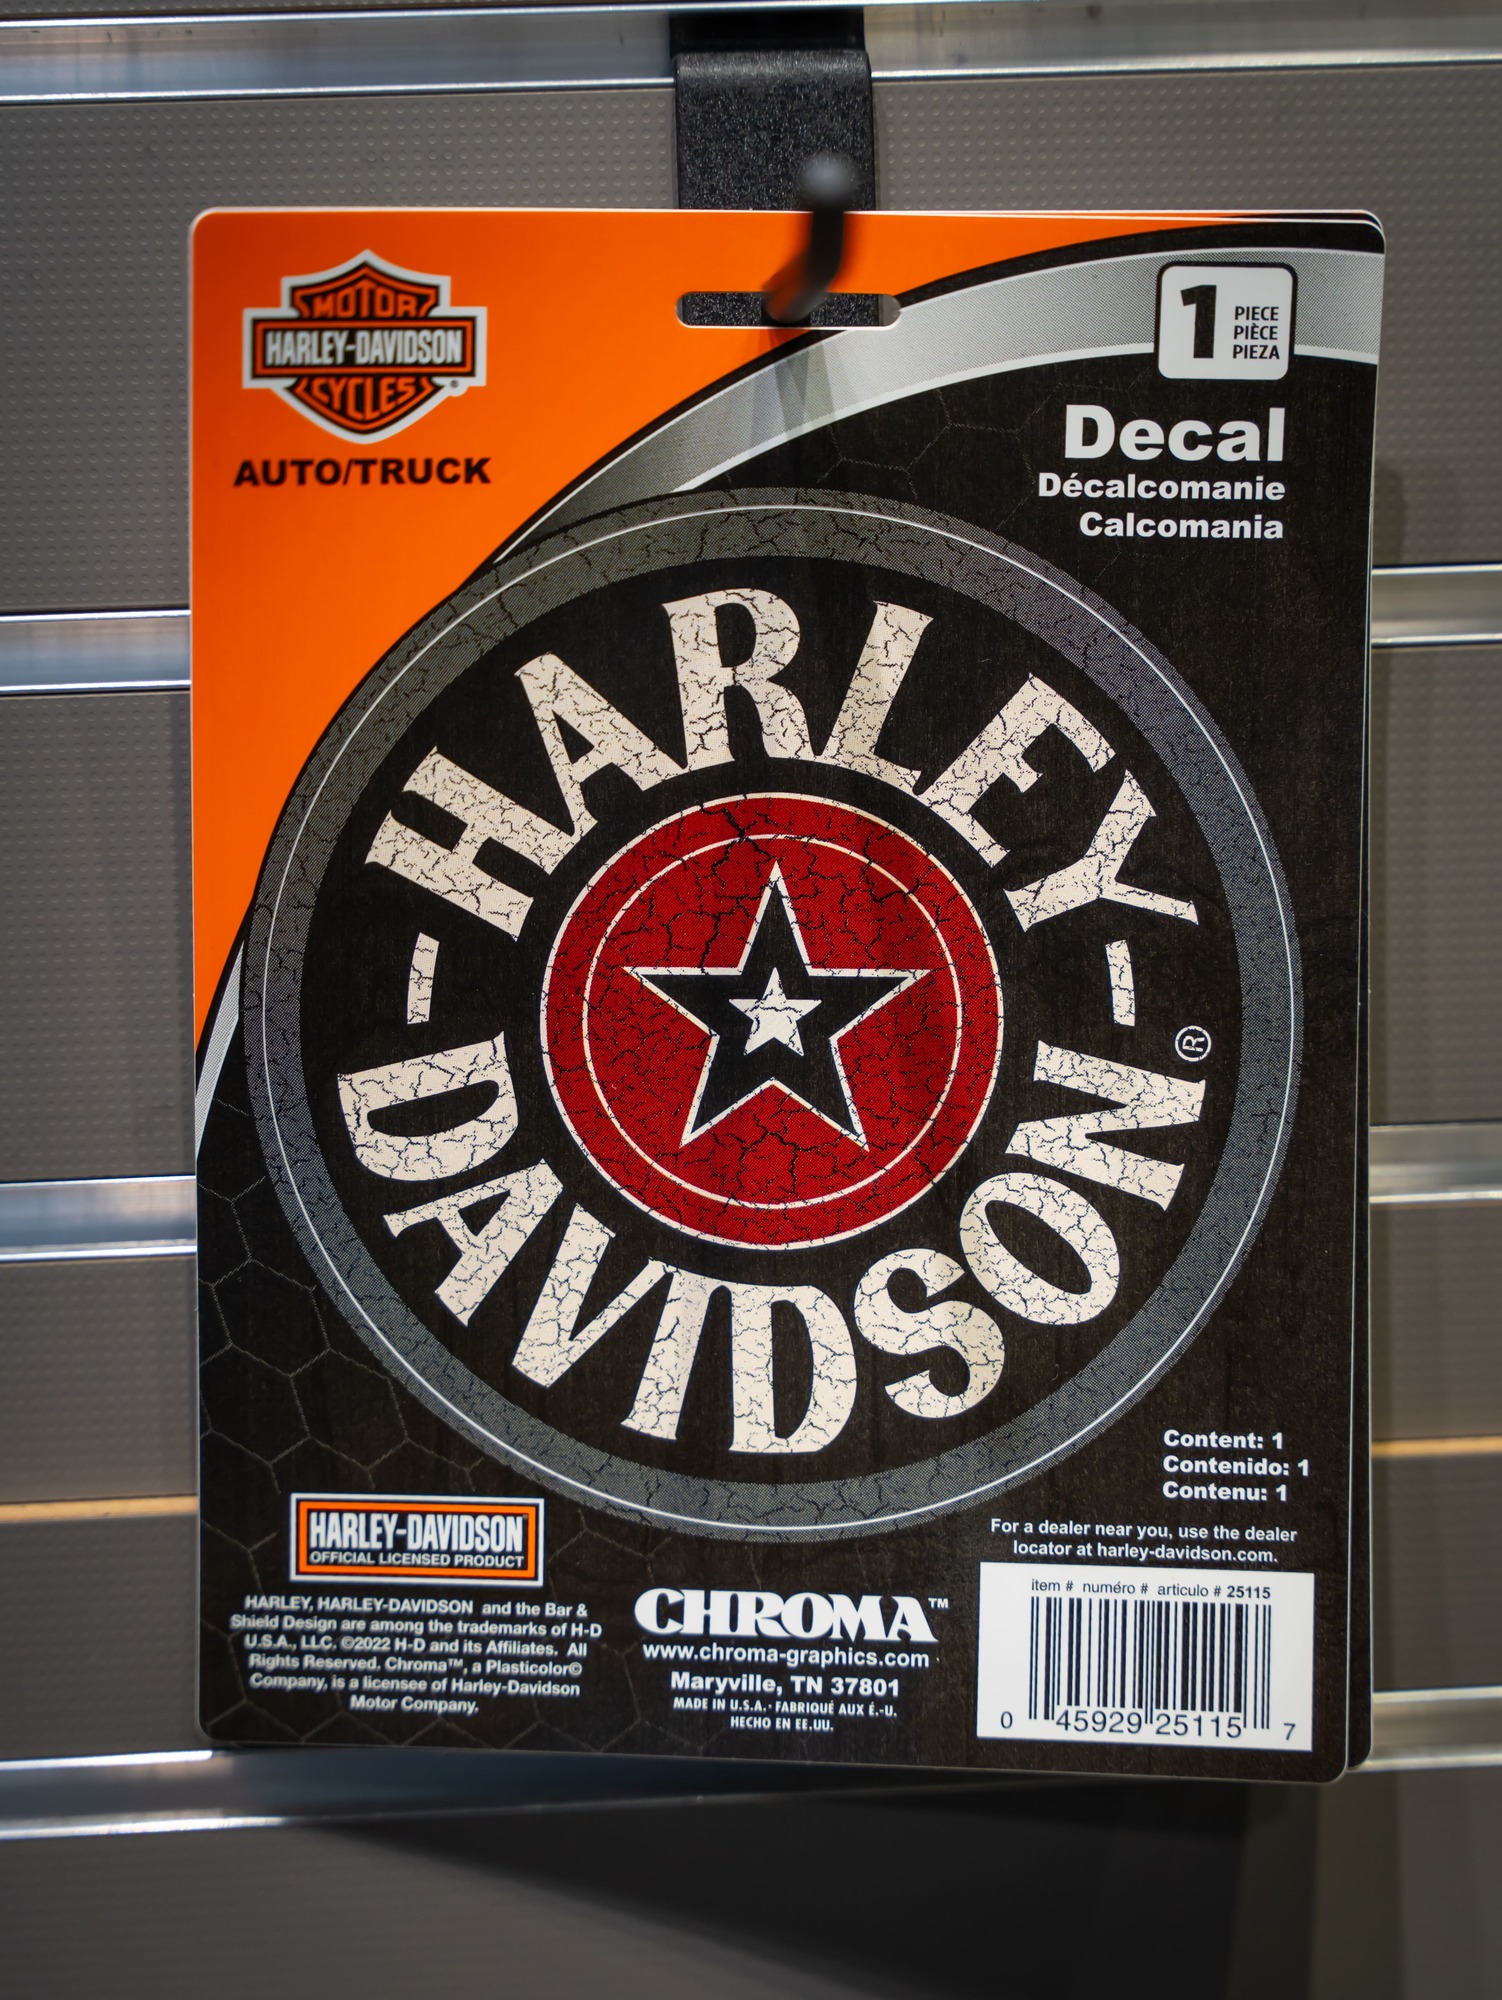 MOTOR
HARLEY-DAVIDSON
CYCLES ®
AUTO/TRUCK
1
PIECE
PIÈCE
PIEZA
Decal
Décalcomanie
Calcomania
-HARLEY-
DAVIDSON ®
Content: 1
Contenido: 1
Contenu: 1
For a dealer near you, use the dealer
locator at harley-davidson.com.
HARLEY-DAVIDSON
OFFICIAL LICENSED PRODUCT
HARLEY, HARLEY-DAVIDSON and the Bar &
Shield Design are among the trademarks of H-D
U.S.A., LLC. ©2022 H-D and its Affiliates. All
Rights Reserved. Chroma™, a Plasticolor©
Company, is a licensee of Harley-Davidson
Motor Company.
CHROMA™
www.chroma-graphics.com
Maryville, TN 37801
MADE IN U.S.A. · FABRIQUÉ AUX É.-U.
HECHO EN EE.UU.
item # numéro # articulo # 25115
0 45929 25115 7